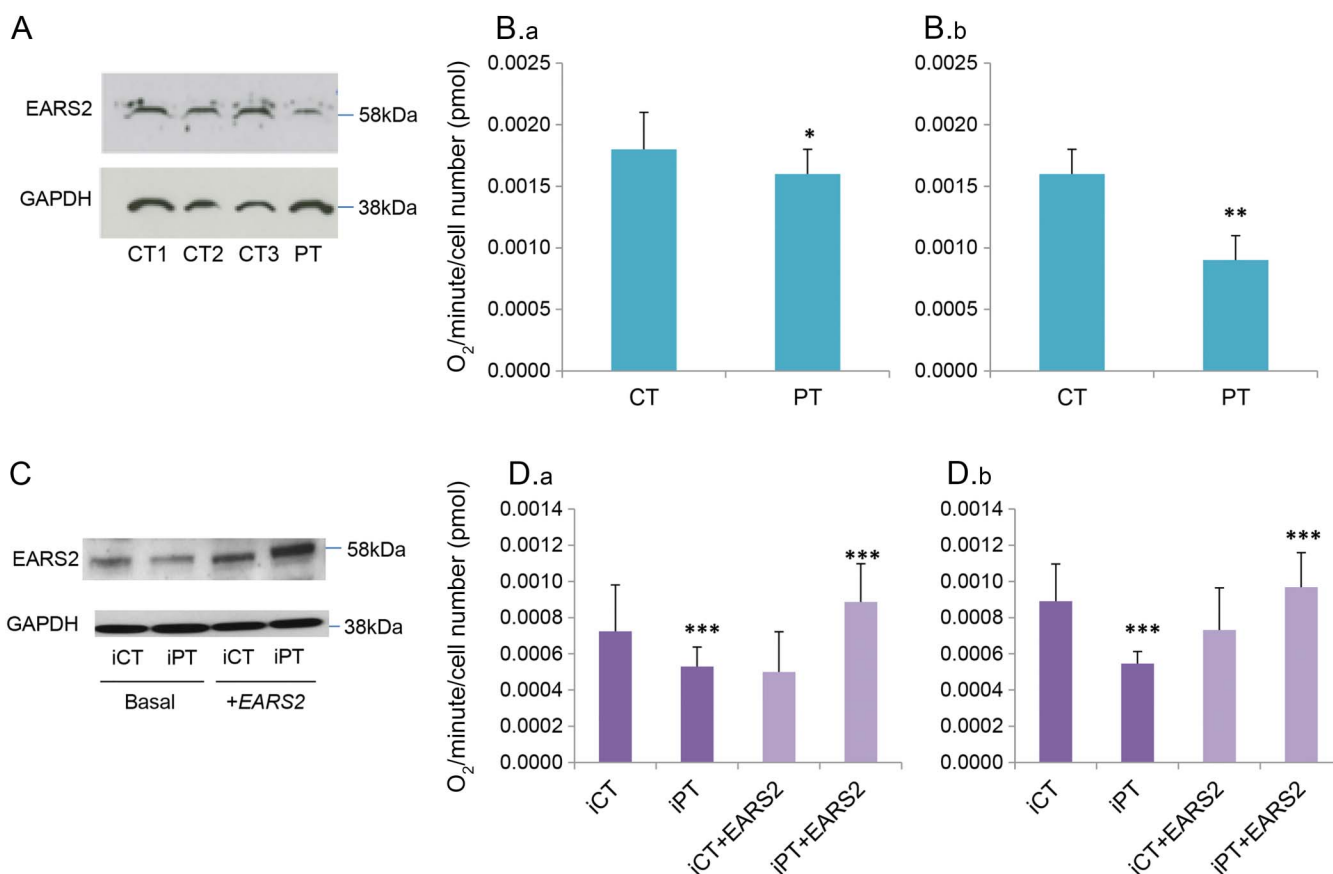 A
EARS2
58kDa
GAPDH
38kDa
CT1 CT2 CT3 PT
B.a
O₂/minute/cell number (pmol)
0.0025
0.0020
0.0015
0.0010
0.0005
0.0000
*
CT PT
B.b
0.0025
0.0020
0.0015
0.0010
0.0005
0.0000
**
CT PT
C
EARS2
58kDa
GAPDH
38kDa
iCT iPT iCT iPT
Basal +EARS2
D.a
O₂/minute/cell number (pmol)
0.0014
0.0012
0.0010
0.0008
0.0006
0.0004
0.0002
0.0000
*** ***
iCT iPT iCT+EARS2 iPT+EARS2
D.b
0.0014
0.0012
0.0010
0.0008
0.0006
0.0004
0.0002
0.0000
*** ***
iCT iPT iCT+EARS2 iPT+EARS2